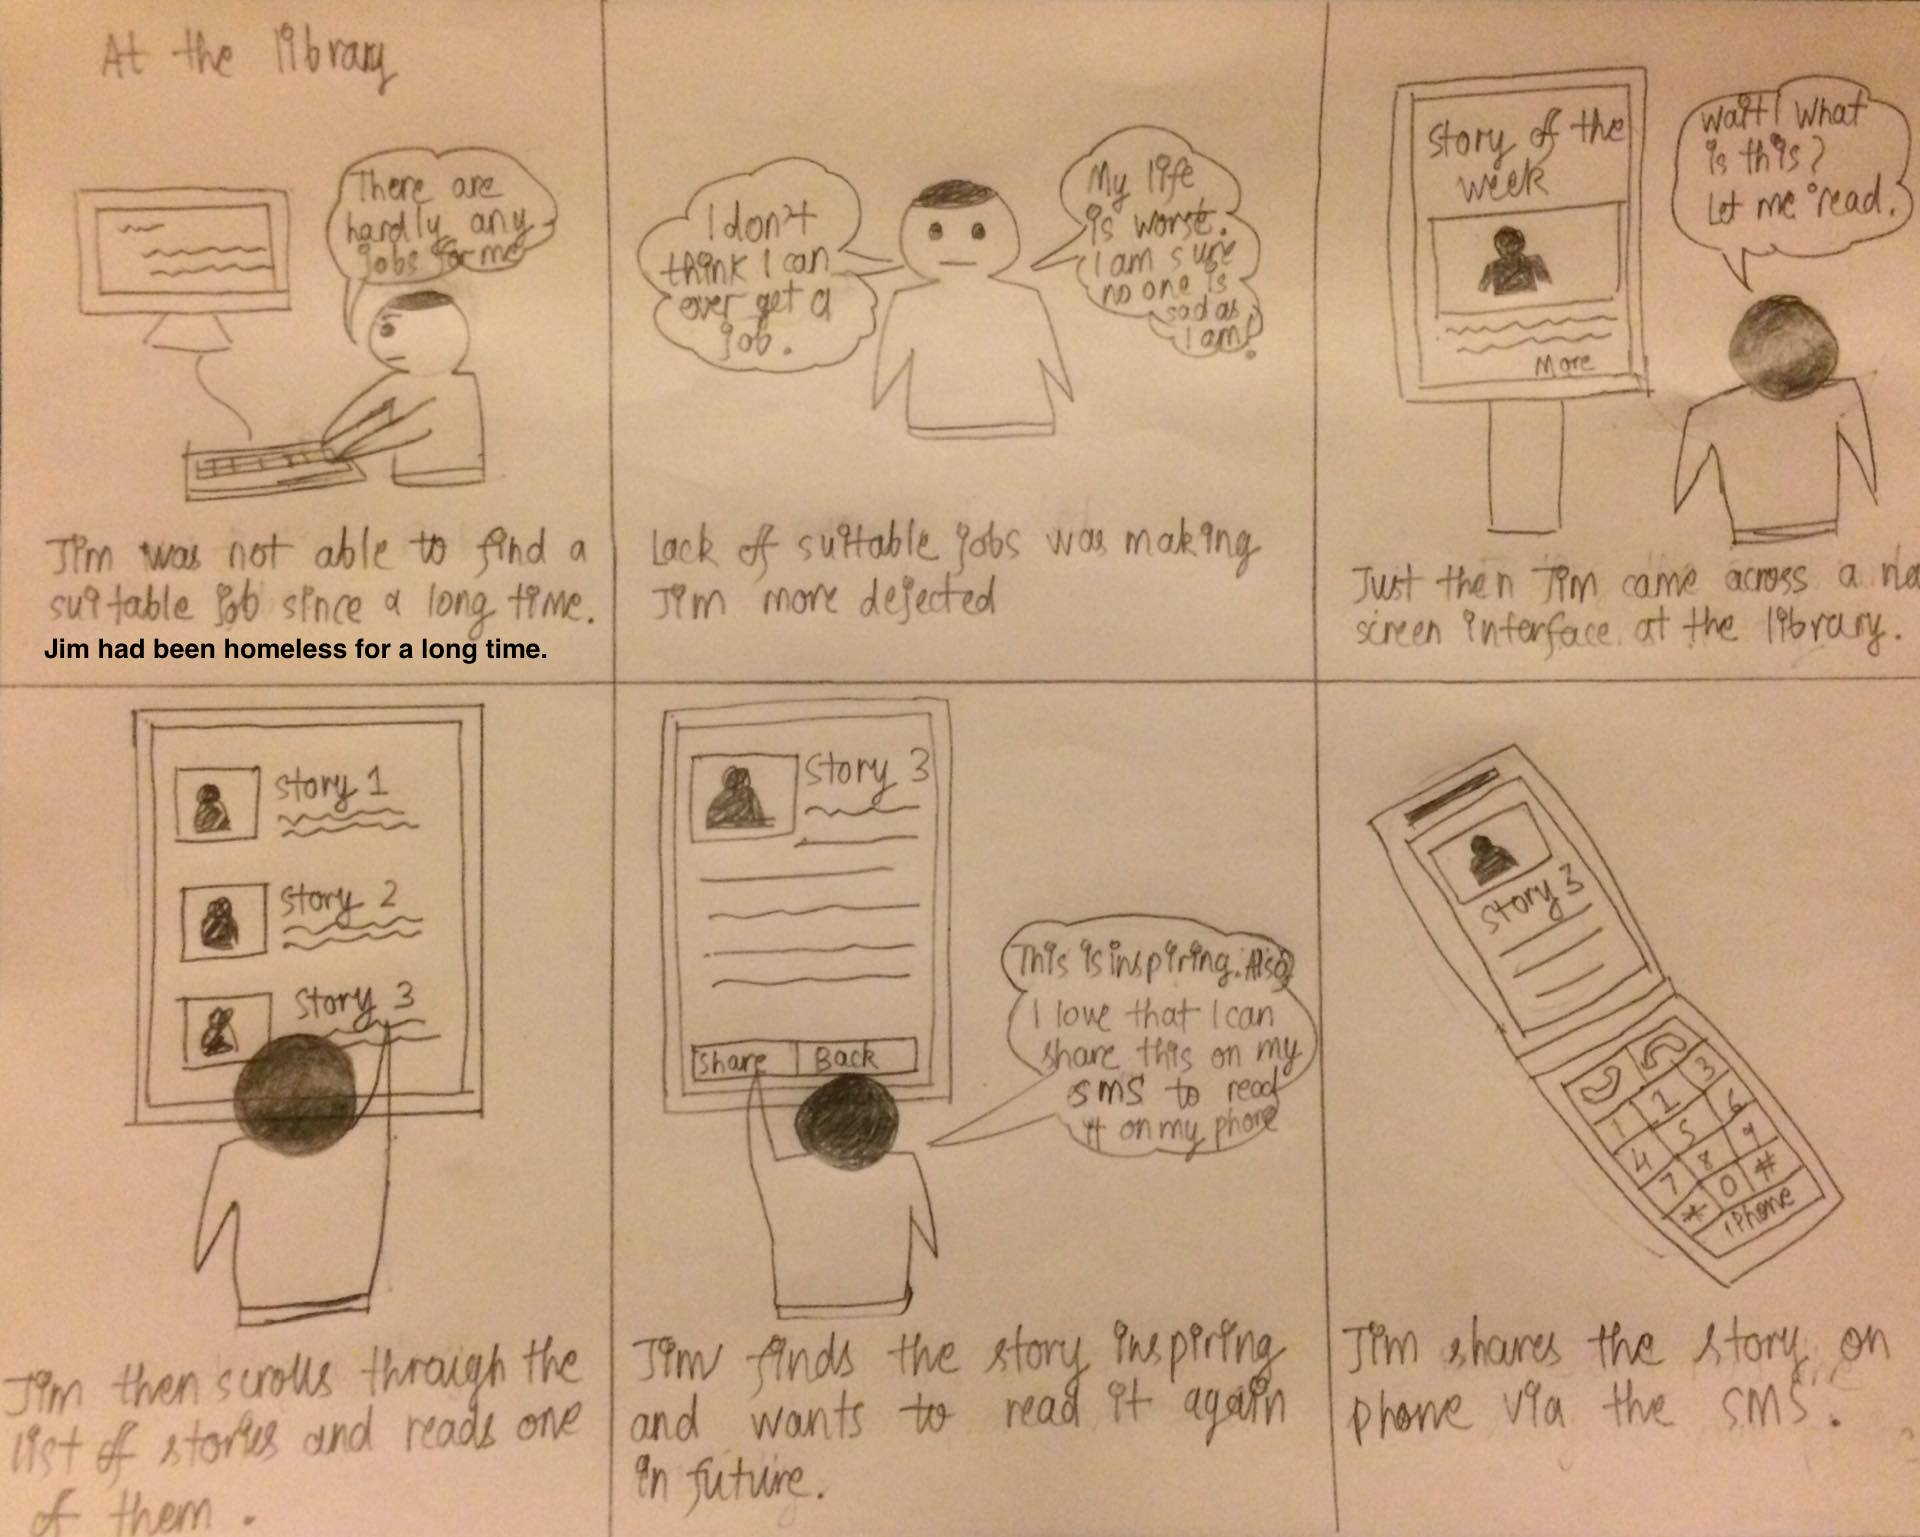 At the library
There are
hardly any
jobs for me
Jim was not able to find a
suitable job since a long time.
Jim had been homeless for a long time.
I don't
think I can
ever get a
job.
My life
is worst.
I am sure
no one is
sad as
I am!
Lack of suitable jobs was making
Jim more dejected
Story of the
week
More
Wait! What
is this?
Let me read.
Just then Jim came across a
screen interface at the library.
Story 1
Story 2
Story 3
Jim then scrolls through the
list of stories and reads one
of them.
Story 3
Share Back
This is inspiring. Also
I love that I can
share this on my
SMS to read
it on my phone
Jim finds the story inspiring
and wants to read it again
in future.
Story 3
1 2 3
4 5 6
7 8 9
* 0 #
iPhone
Jim shares the story on
phone via the SMS.